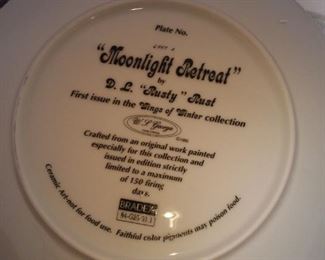 Plate No.
"Moonlight Retreat"
by
D. L. "Rusty" Rust
First issue in the Wings of Winter collection
W. L. George
Crafted from an original work painted
especially for this collection and
issued in edition strictly
limited to a maximum
of 150 firing
days.
BRADEX
Ceramic Art-not for food use. Faithful color pigments may poison food.